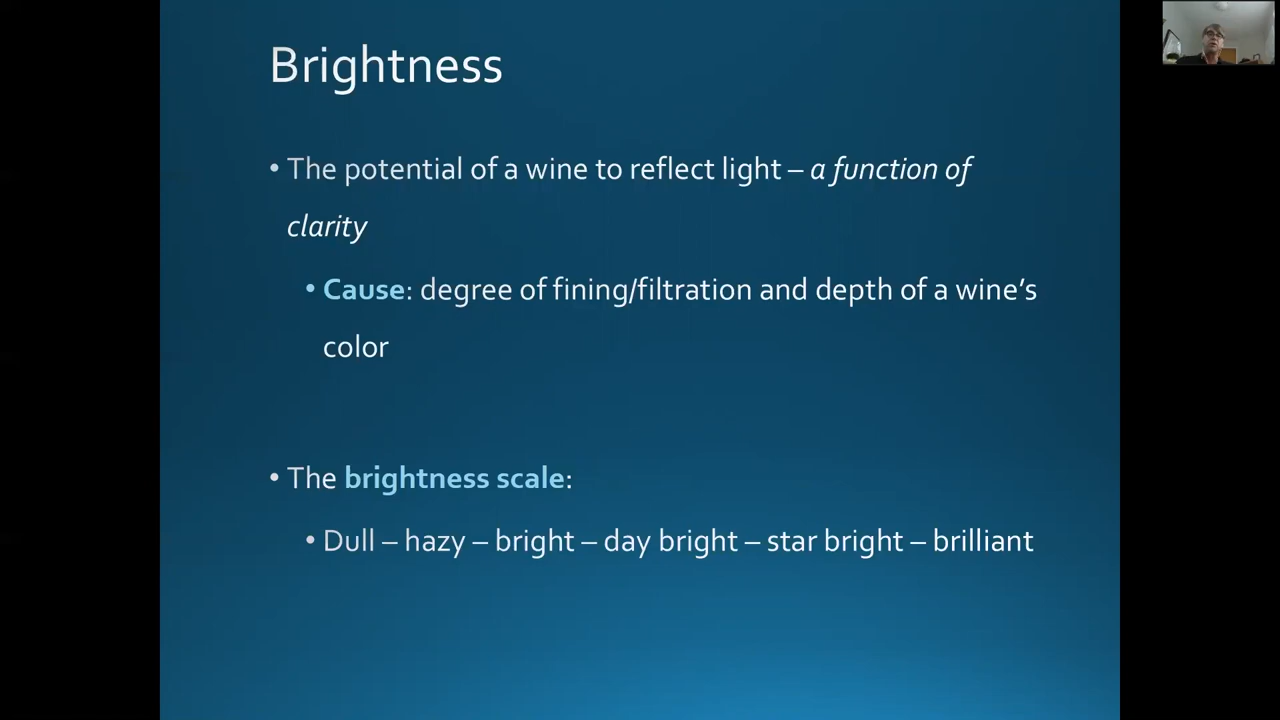 Brightness
• The potential of a wine to reflect light – a function of
clarity
• Cause: degree of fining/filtration and depth of a wine’s
color
• The brightness scale:
• Dull – hazy – bright – day bright – star bright – brilliant